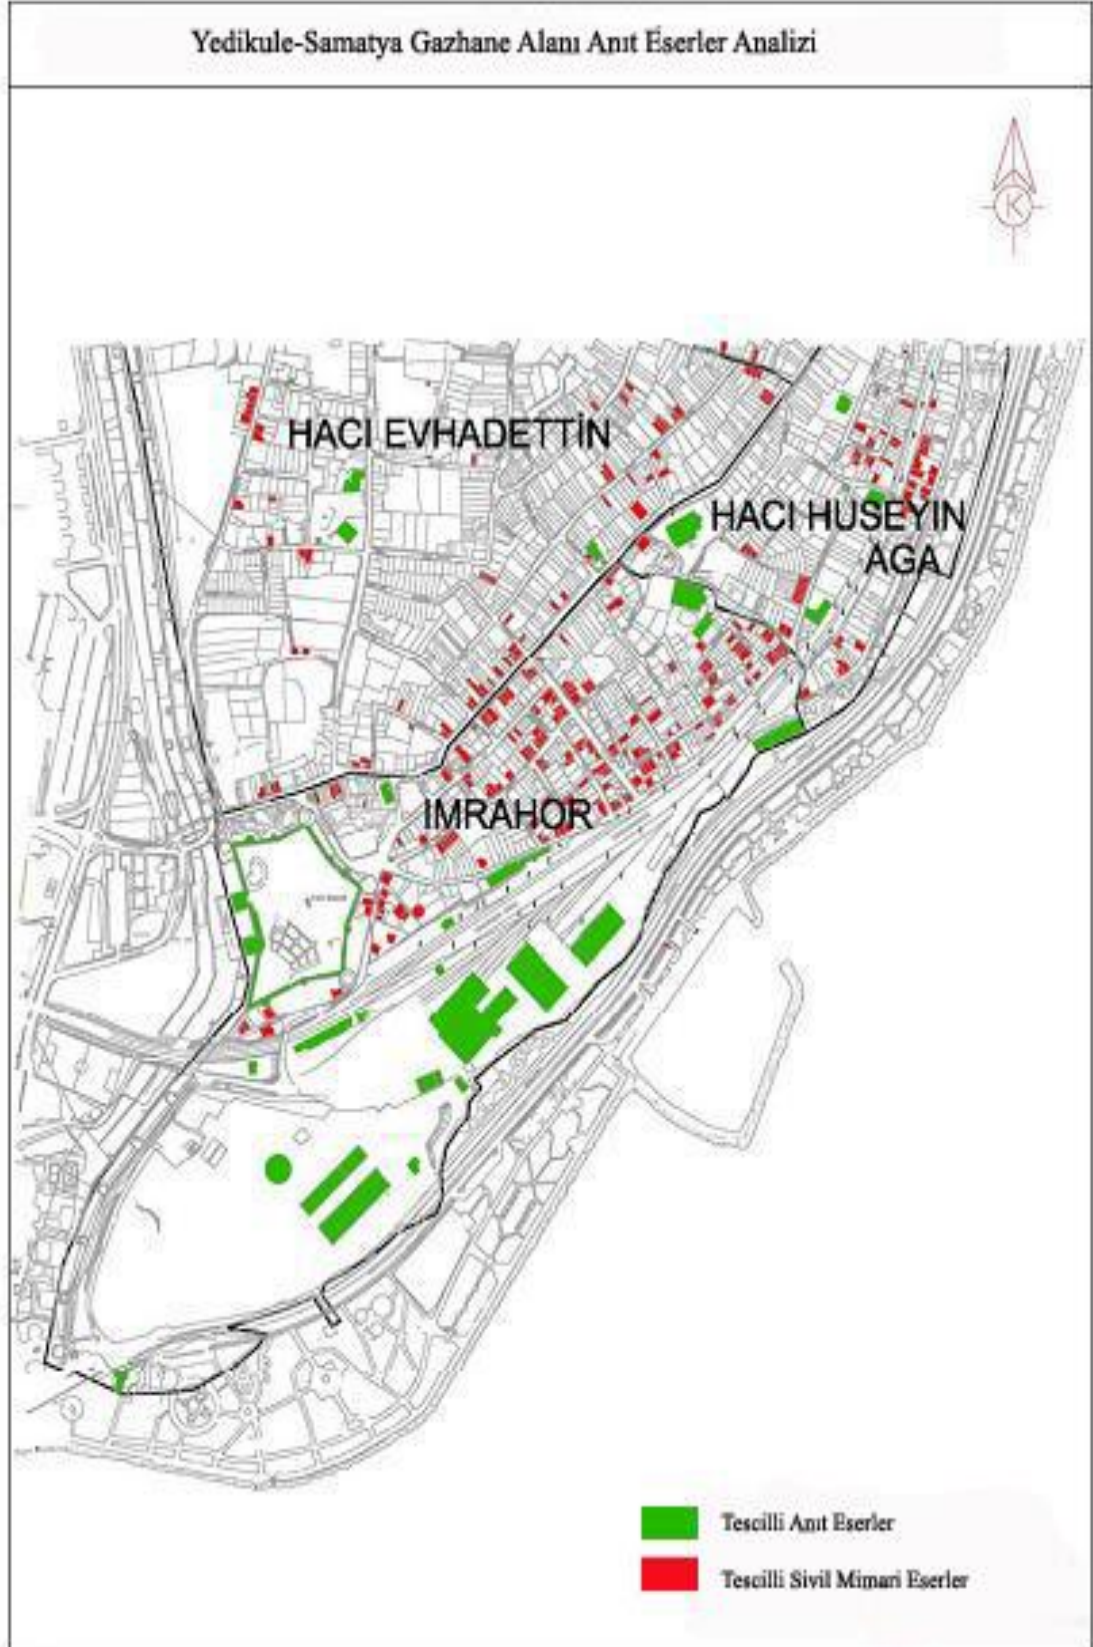 Yedikule-Samatya Gazhane Alanı Anıt Eserler Analizi
K
HACI EVHADETTİN
HACI HUSEYIN
AGA
IMRAHOR
Tescilli Anıt Eserler
Tescilli Sivil Mimari Eserler